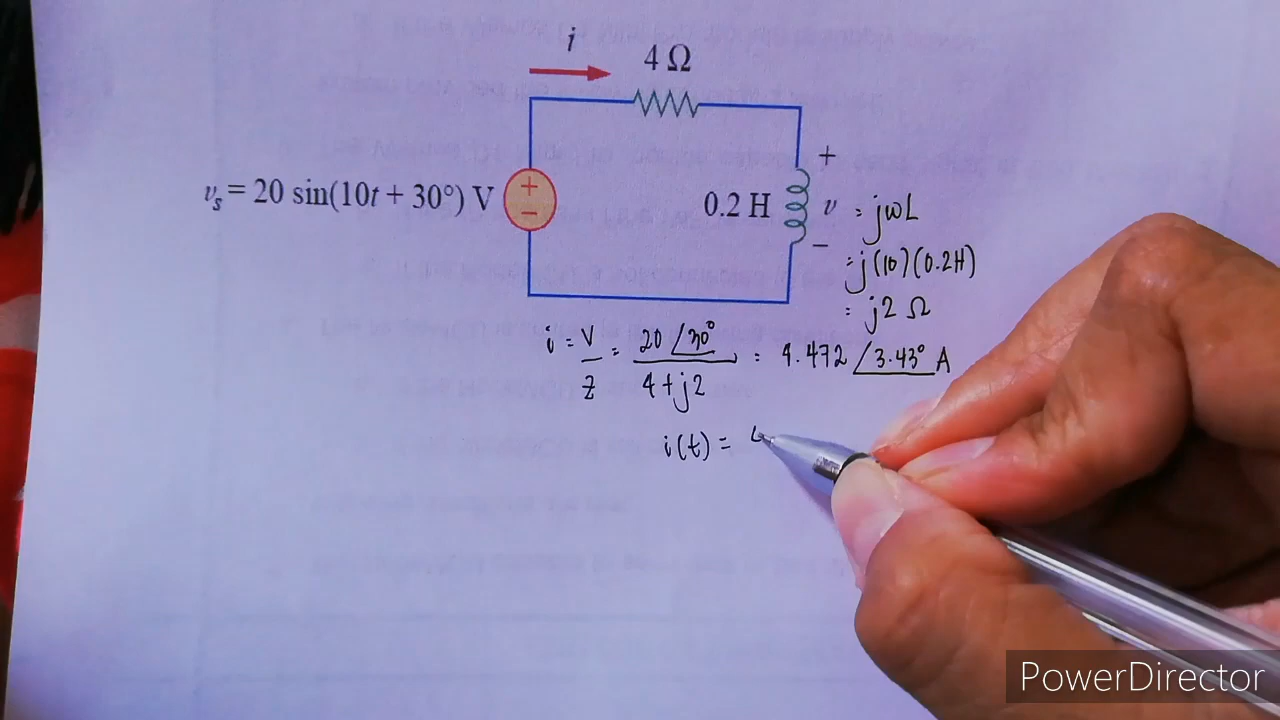 i
4 Ω
+
vs = 20 sin(10t + 30°) V
+
−
0.2 H
v
−
= jωL
= j(10)(0.2H)
= j2 Ω
i = V/Z = 20∠30° / 4+j2 = 4.472 ∠3.43° A
i(t) =
PowerDirector